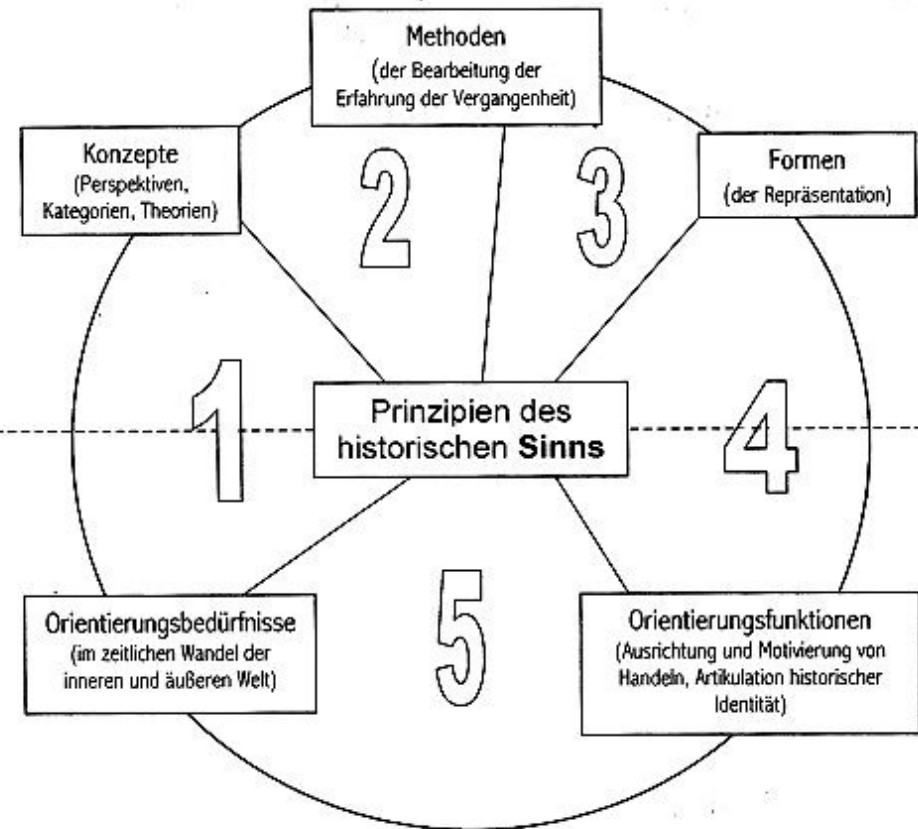 Methoden
(der Bearbeitung der
Erfahrung der Vergangenheit)
Konzepte
(Perspektiven,
Kategorien, Theorien)
Formen
(der Repräsentation)
2
3
1
Prinzipien des
historischen Sinns
4
5
Orientierungsbedürfnisse
(im zeitlichen Wandel der
inneren und äußeren Welt)
Orientierungsfunktionen
(Ausrichtung und Motivierung von
Handeln, Artikulation historischer
Identität)